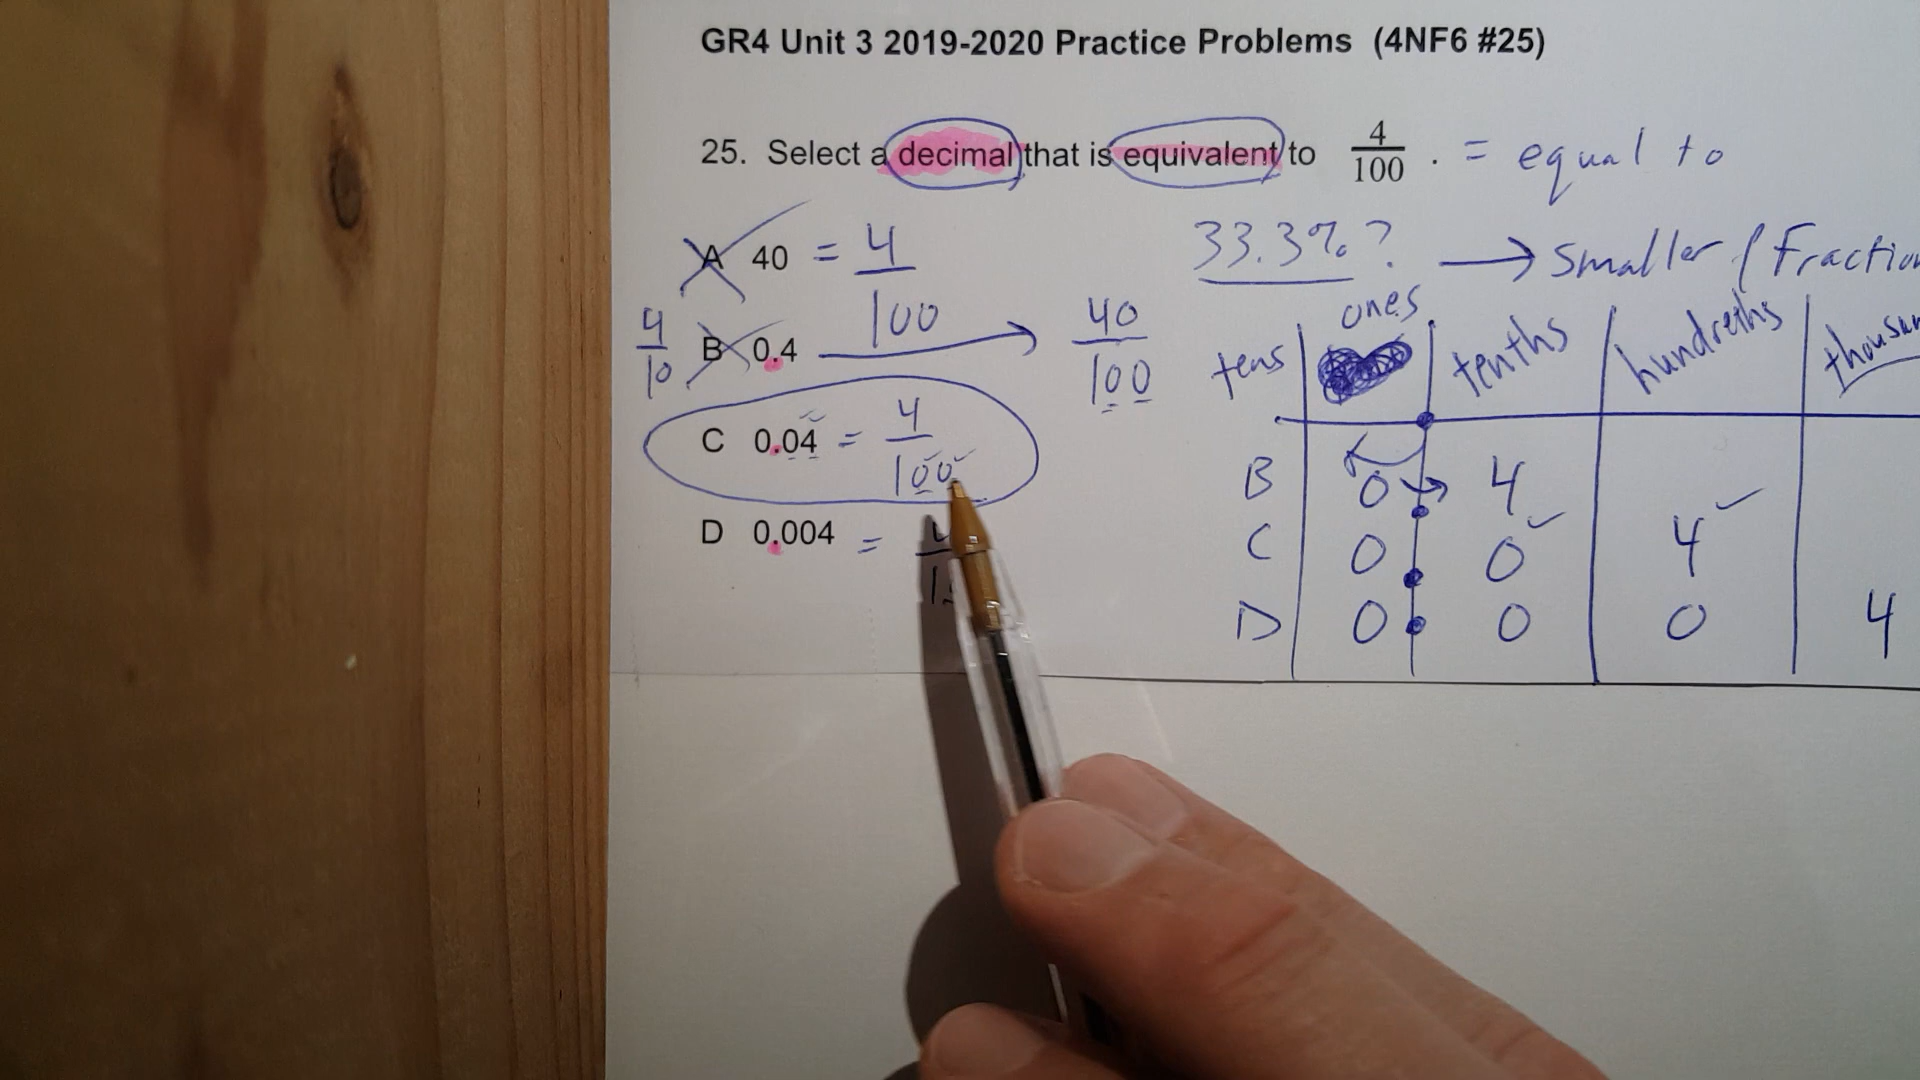 GR4 Unit 3 2019-2020 Practice Problems (4NF6 #25)
25. Select a decimal that is equivalent to 4/100 . = equal to
33.3%? → Smaller (Fraction
A 40 = 4/100
4/10 B 0.4 → 40/100
C 0.04 = 4/100
D 0.004 =
tens ones tenths hundreths
B 0 . 4
C 0 . 0 4
D 0 . 0 0 4